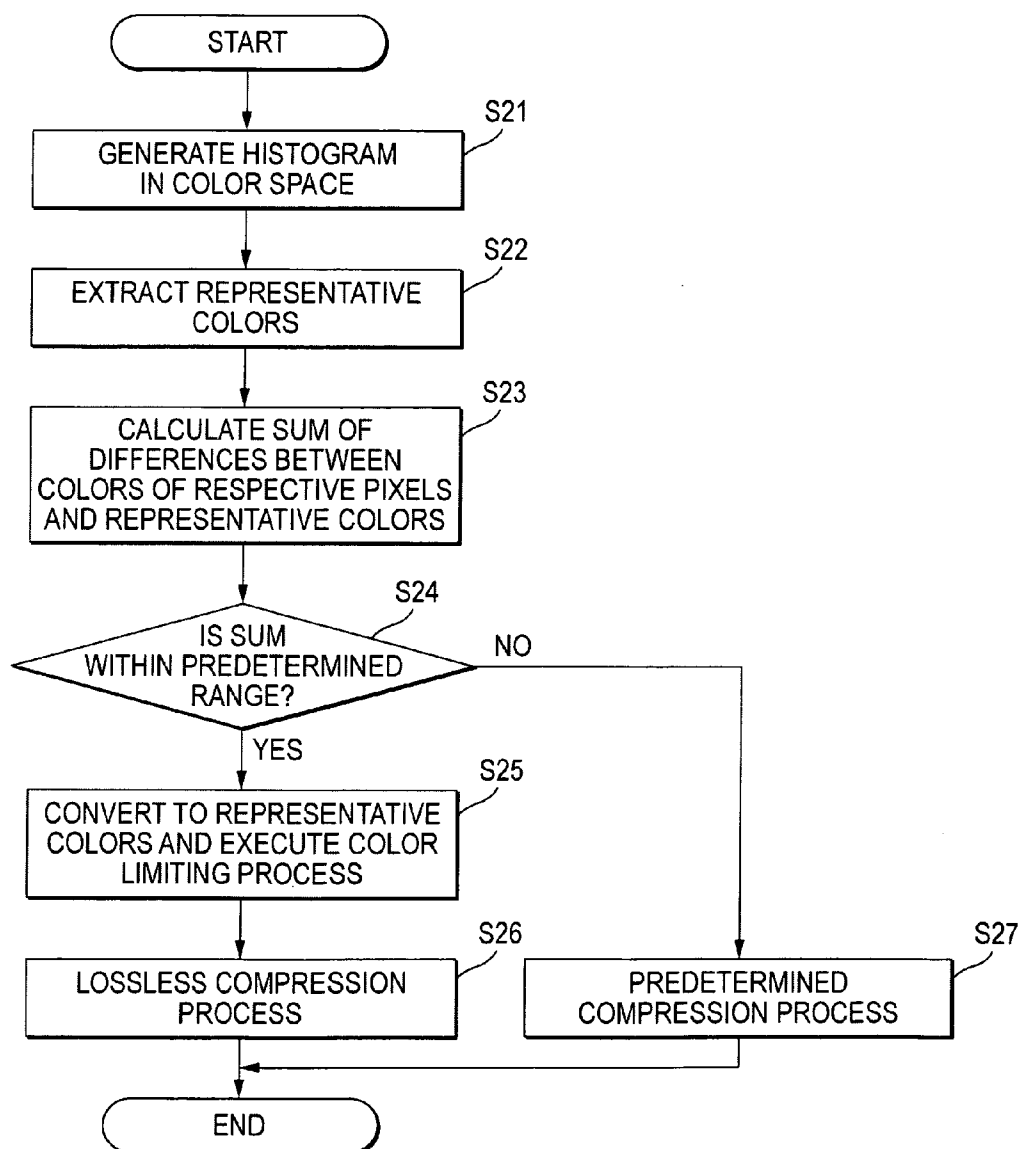 START
S21
GENERATE HISTOGRAM
IN COLOR SPACE
S22
EXTRACT REPRESENTATIVE
COLORS
S23
CALCULATE SUM OF
DIFFERENCES BETWEEN
COLORS OF RESPECTIVE PIXELS
AND REPRESENTATIVE COLORS
S24
IS SUM
WITHIN PREDETERMINED
RANGE?
NO
YES
S25
CONVERT TO REPRESENTATIVE
COLORS AND EXECUTE COLOR
LIMITING PROCESS
S26
LOSSLESS COMPRESSION
PROCESS
S27
PREDETERMINED
COMPRESSION PROCESS
END